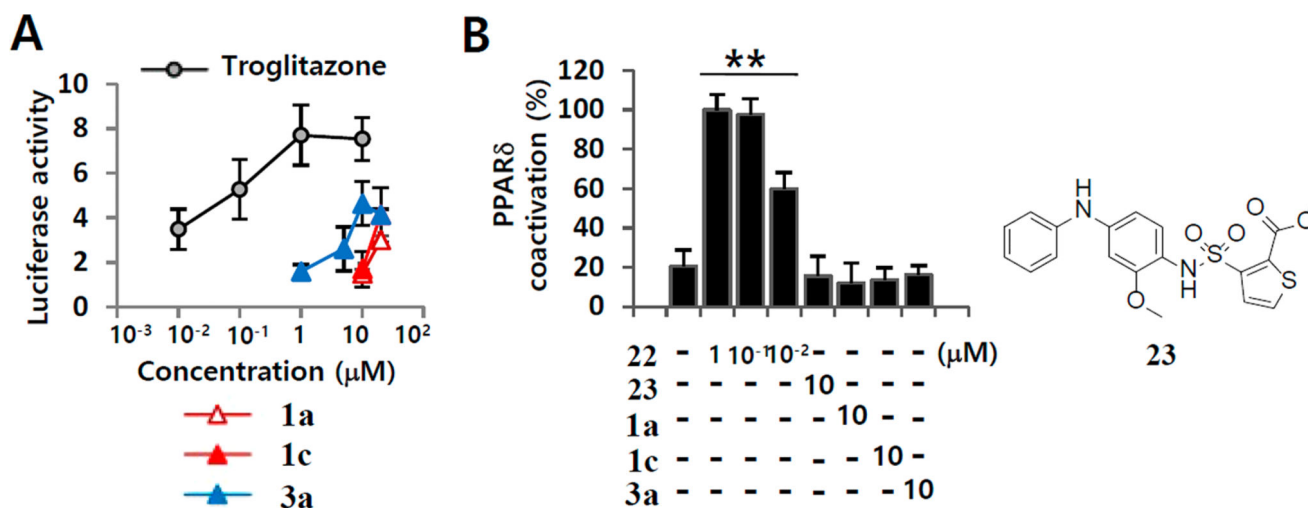 A
Troglitazone
Luciferase activity
10
8
6
4
2
0
10⁻³ 10⁻² 10⁻¹ 1 10 10²
Concentration (μM)
1a
1c
3a
B
**
PPARδ
coactivation (%)
120
100
80
60
40
20
0
22 - 1 10⁻¹ 10⁻² - - - - (μM)
23 - - - - 10 - - -
1a - - - - - 10 - -
1c - - - - - - 10 -
3a - - - - - - - 10
H
N
O
N
H
O O
S
O
S
23